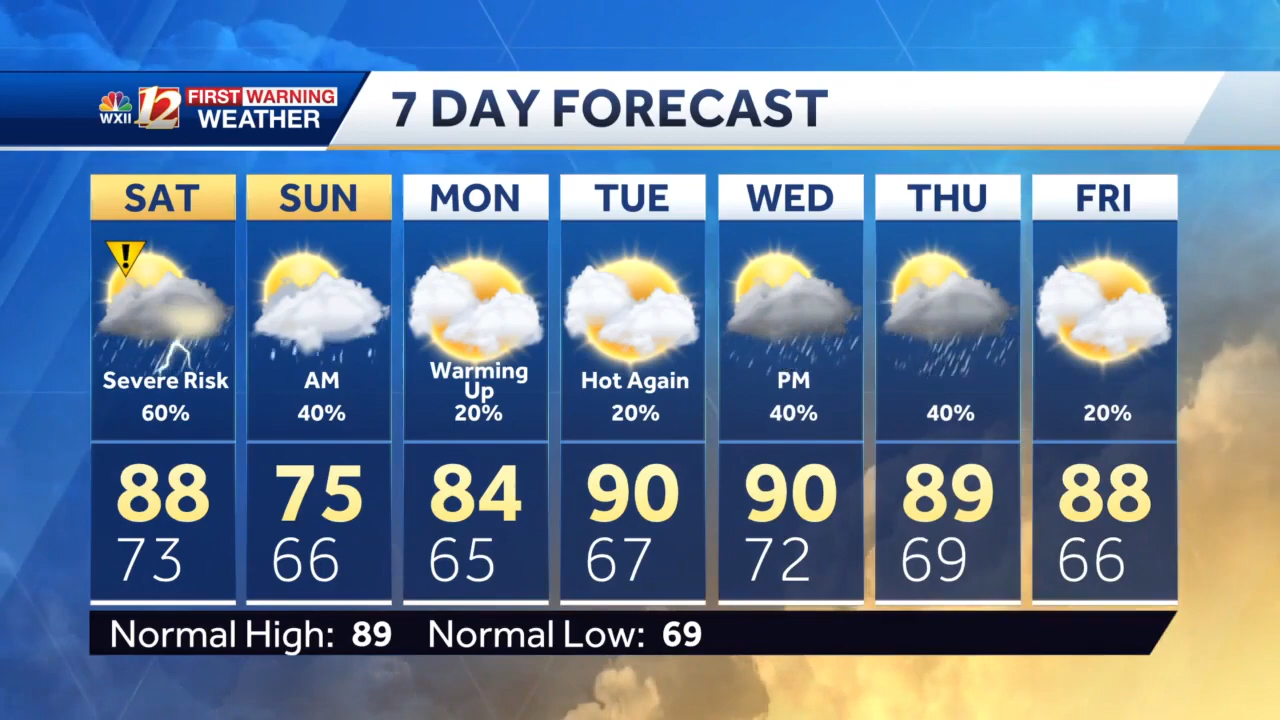 WXII 12 FIRST WARNING WEATHER
7 DAY FORECAST
SAT SUN MON TUE WED THU FRI
!
Severe Risk AM Warming Up Hot Again PM
60% 40% 20% 20% 40% 40% 20%
88 75 84 90 90 89 88
73 66 65 67 72 69 66
Normal High: 89 Normal Low: 69